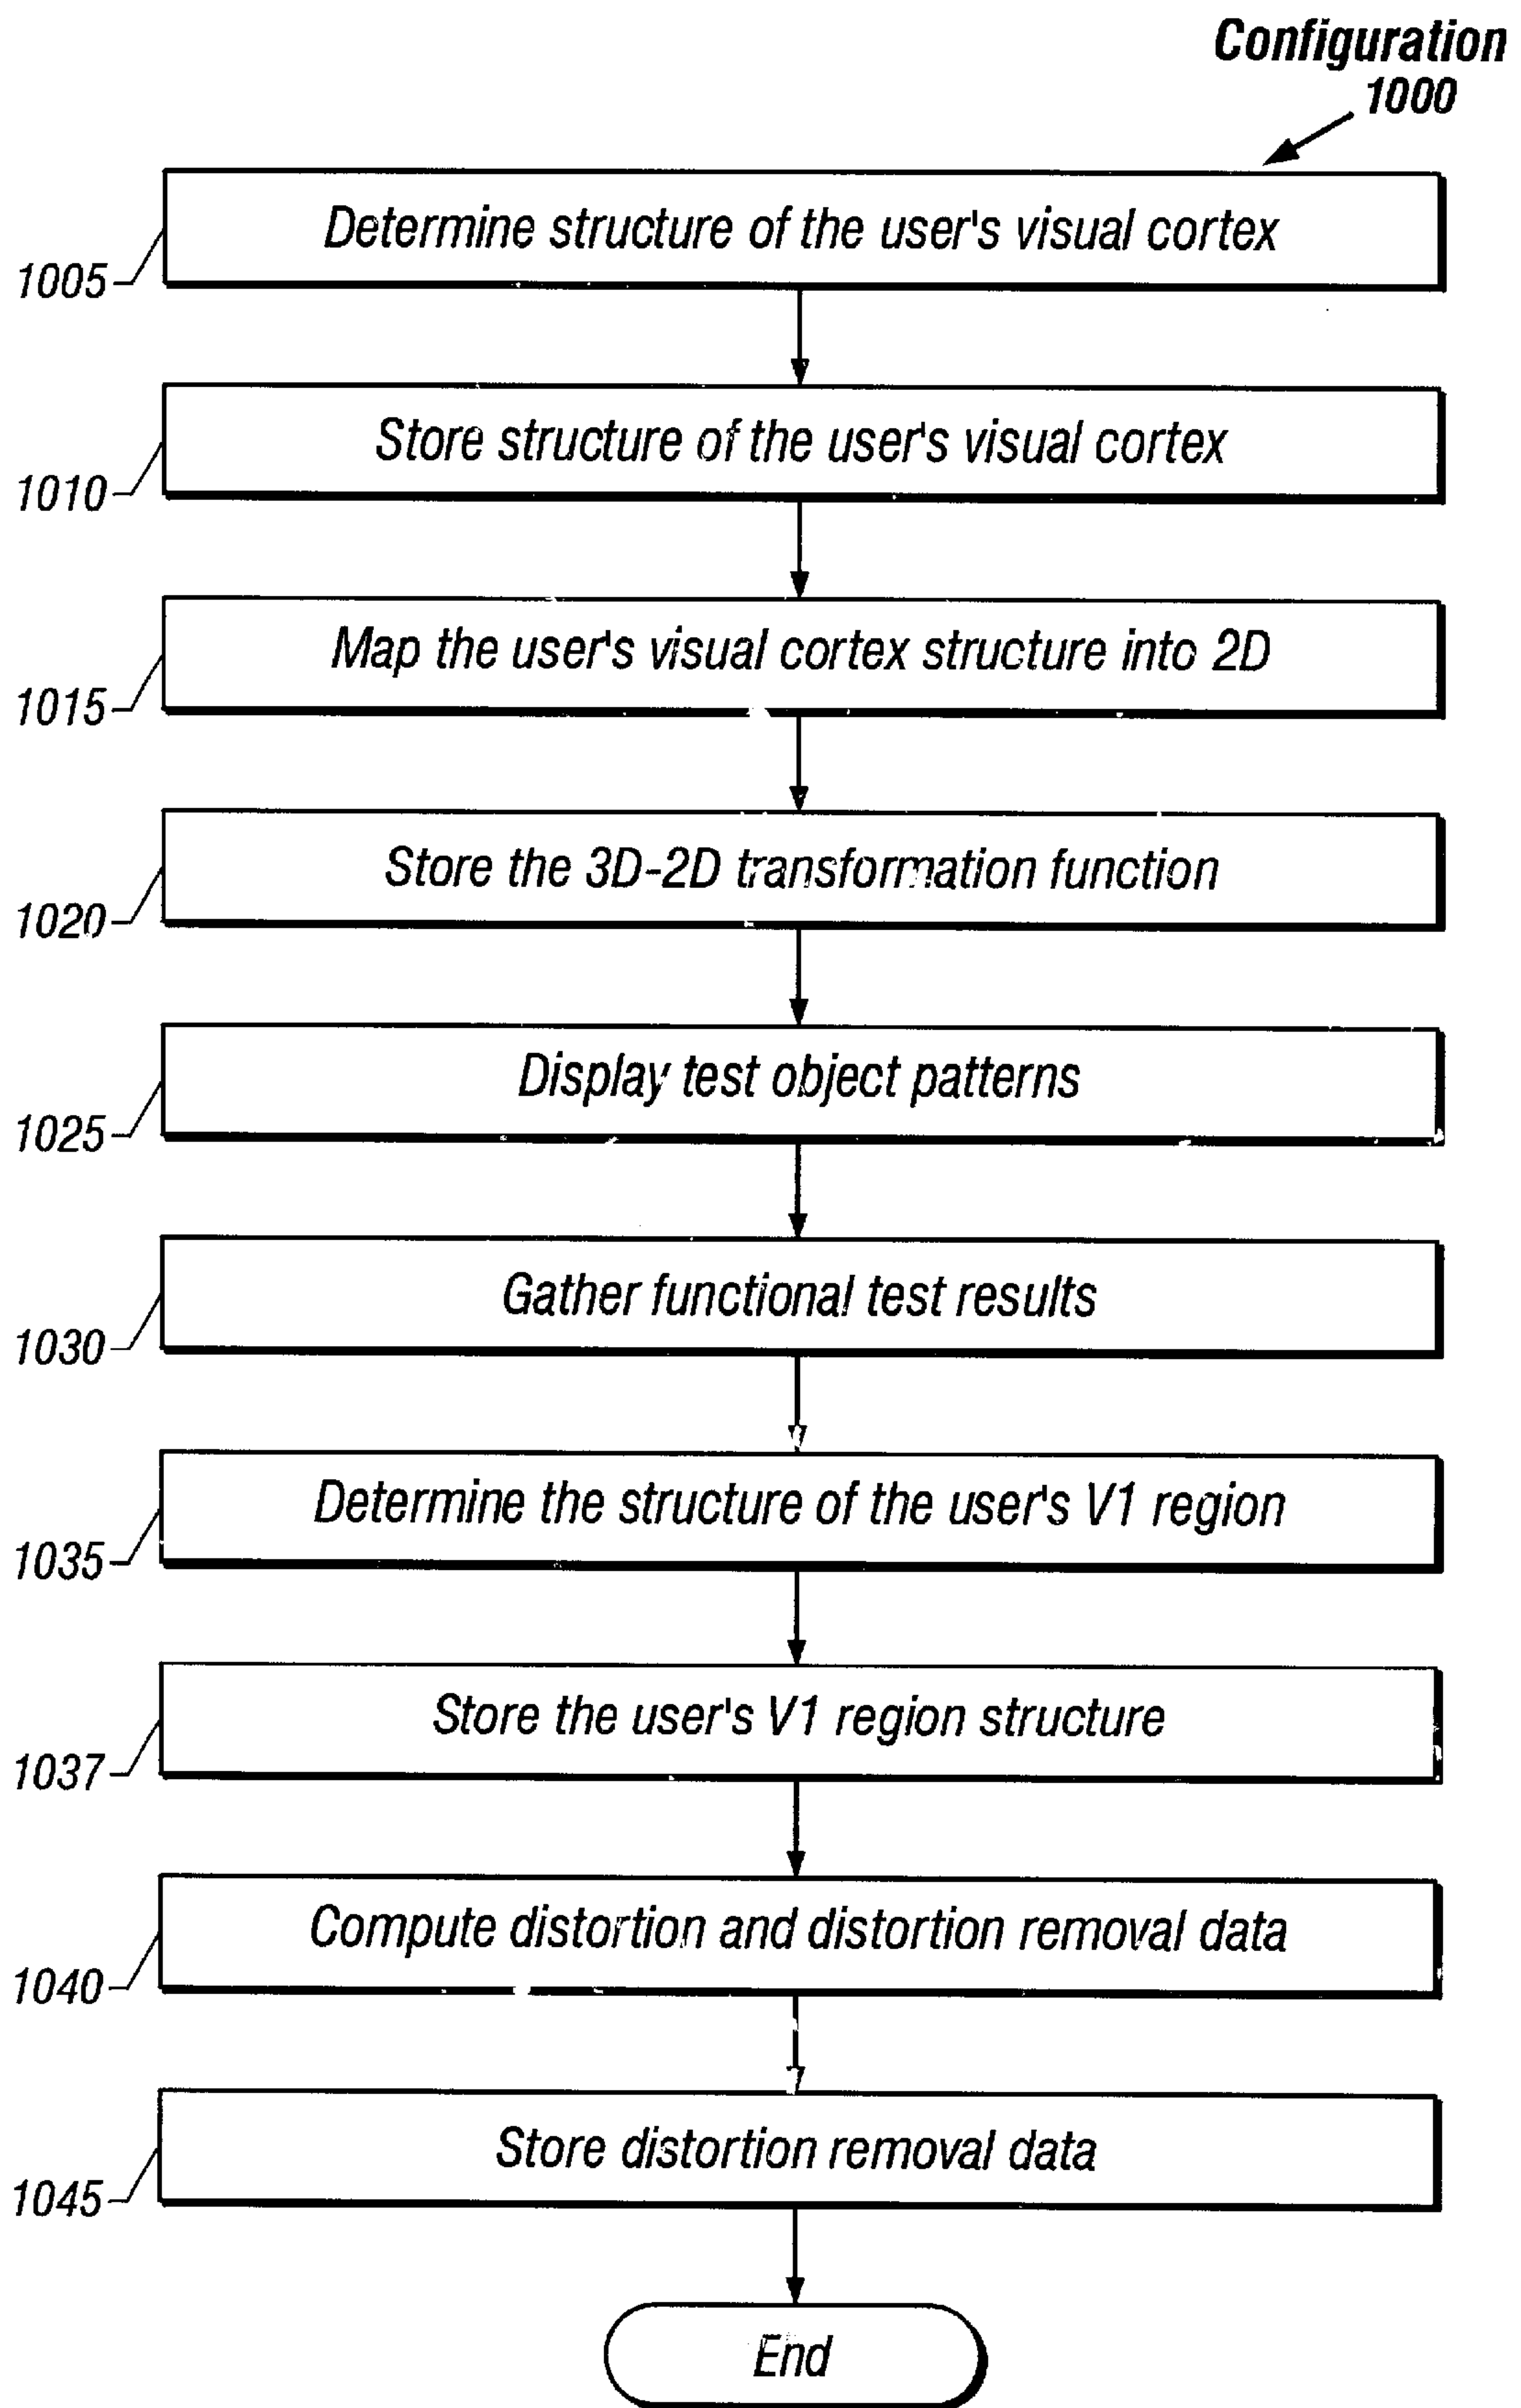 Configuration
1000
Determine structure of the user's visual cortex
1005
Store structure of the user's visual cortex
1010
Map the user's visual cortex structure into 2D
1015
Store the 3D-2D transformation function
1020
Display test object patterns
1025
Gather functional test results
1030
Determine the structure of the user's V1 region
1035
Store the user's V1 region structure
1037
Compute distortion and distortion removal data
1040
Store distortion removal data
1045
End